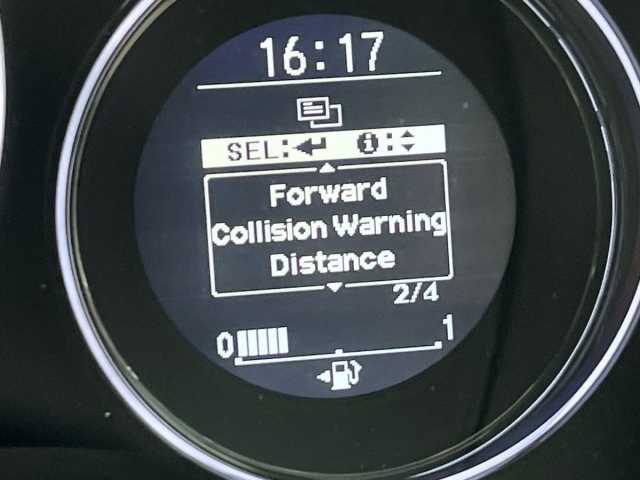 16:17
SEL: i:
Forward
Collision Warning
Distance
2/4
0 1